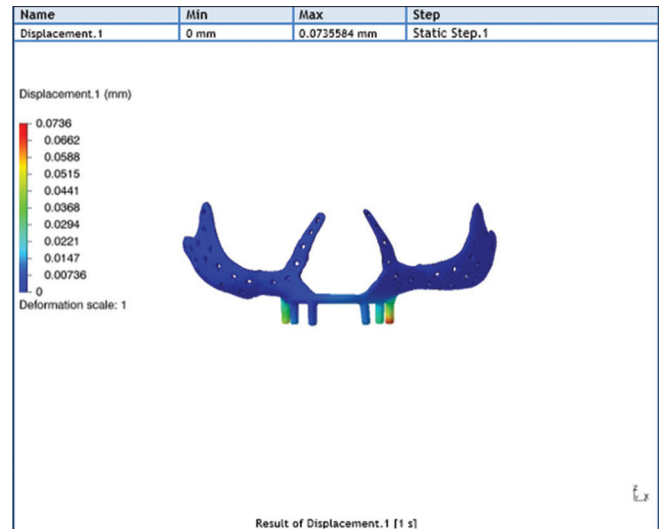 Name Min Max Step
Displacement.1 0 mm 0.0735584 mm Static Step.1
Displacement.1 (mm)
0.0736
0.0662
0.0588
0.0515
0.0441
0.0368
0.0294
0.0221
0.0147
0.00736
0
Deformation scale: 1
z
x
Result of Displacement.1 [1 s]